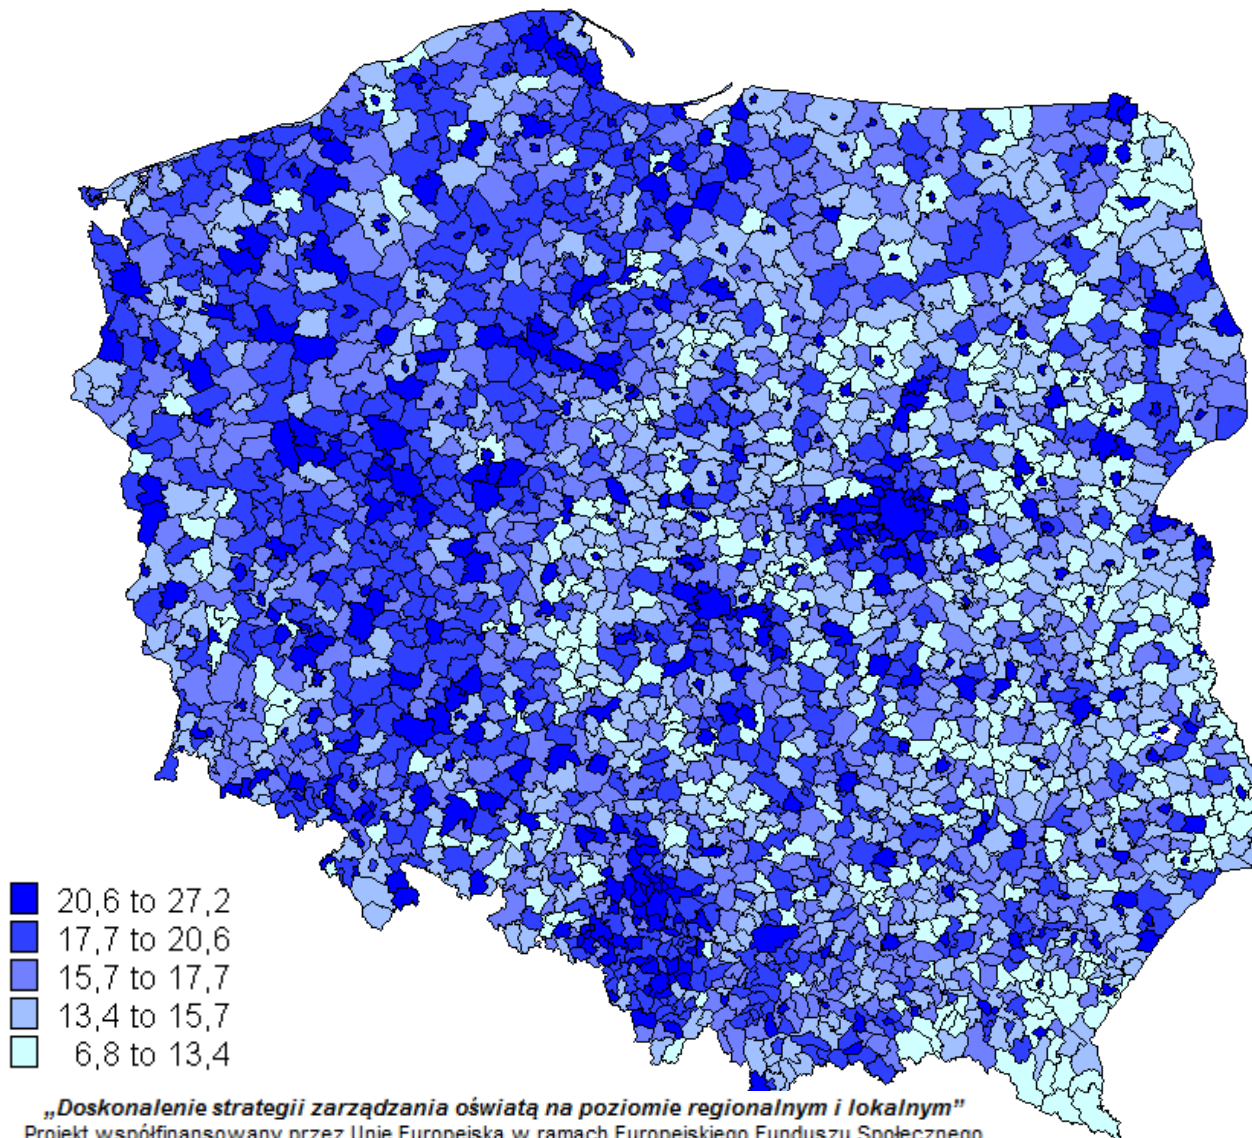 20,6 to 27,2
17,7 to 20,6
15,7 to 17,7
13,4 to 15,7
6,8 to 13,4
„Doskonalenie strategii zarządzania oświatą na poziomie regionalnym i lokalnym”
Projekt współfinansowany przez Unię Europejską w ramach Europejskiego Funduszu Społecznego